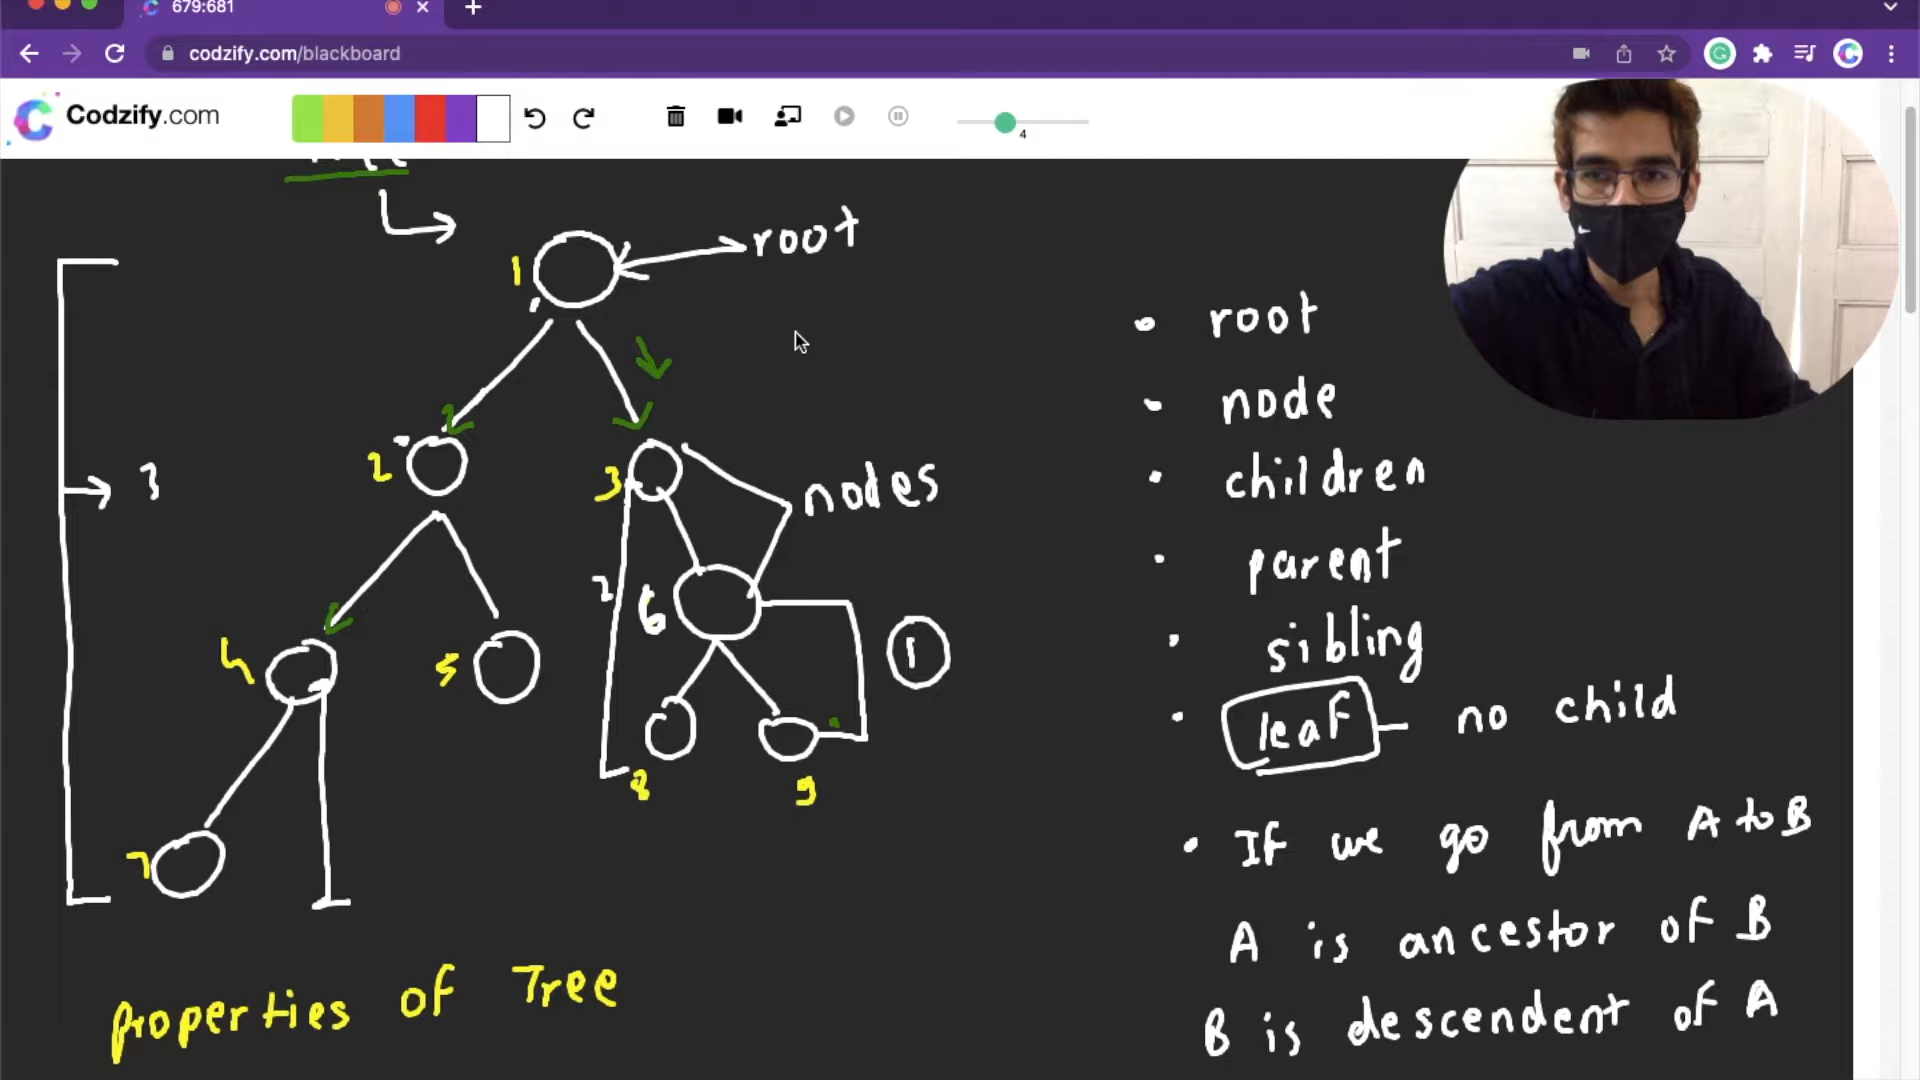 679:681
codzify.com/blackboard
Codzify.com
4
root
1
root
node
2
3
nodes
children
3
2
6
parent
1
sibling
4
5
leaf - no child
8
9
7
If we go from A to B
A is ancestor of B
B is descendent of A
properties of Tree